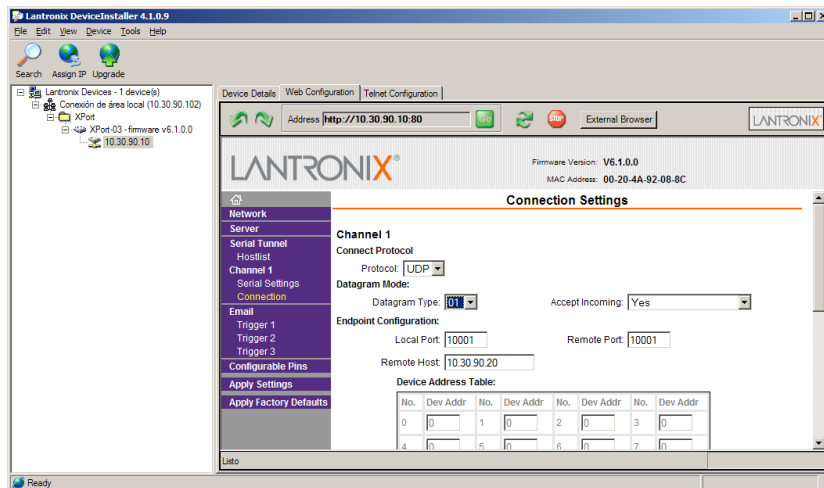 Lantronix DeviceInstaller 4.1.0.9
File Edit View Device Tools Help
Search Assign IP Upgrade
Lantronix Devices - 1 device(s)
Conexión de área local (10.30.90.102)
XPort
XPort-03 - firmware v6.1.0.0
10.30.90.10
Device Details Web Configuration Telnet Configuration
Address http://10.30.90.10:80 Go STOP External Browser LANTRONIX
LANTRONIX®
Firmware Version: V6.1.0.0
MAC Address: 00-20-4A-92-08-8C
Network
Server
Serial Tunnel
Hostlist
Channel 1
Serial Settings
Connection
Email
Trigger 1
Trigger 2
Trigger 3
Configurable Pins
Apply Settings
Apply Factory Defaults
Connection Settings
Channel 1
Connect Protocol
Protocol: UDP
Datagram Mode:
Datagram Type: 01 Accept Incoming: Yes
Endpoint Configuration:
Local Port: 10001 Remote Port: 10001
Remote Host: 10.30.90.20
Device Address Table:
No. Dev Addr No. Dev Addr No. Dev Addr No. Dev Addr
0 0 1 0 2 0 3 0
4 0 5 0 6 0 7 0
Listo
Ready